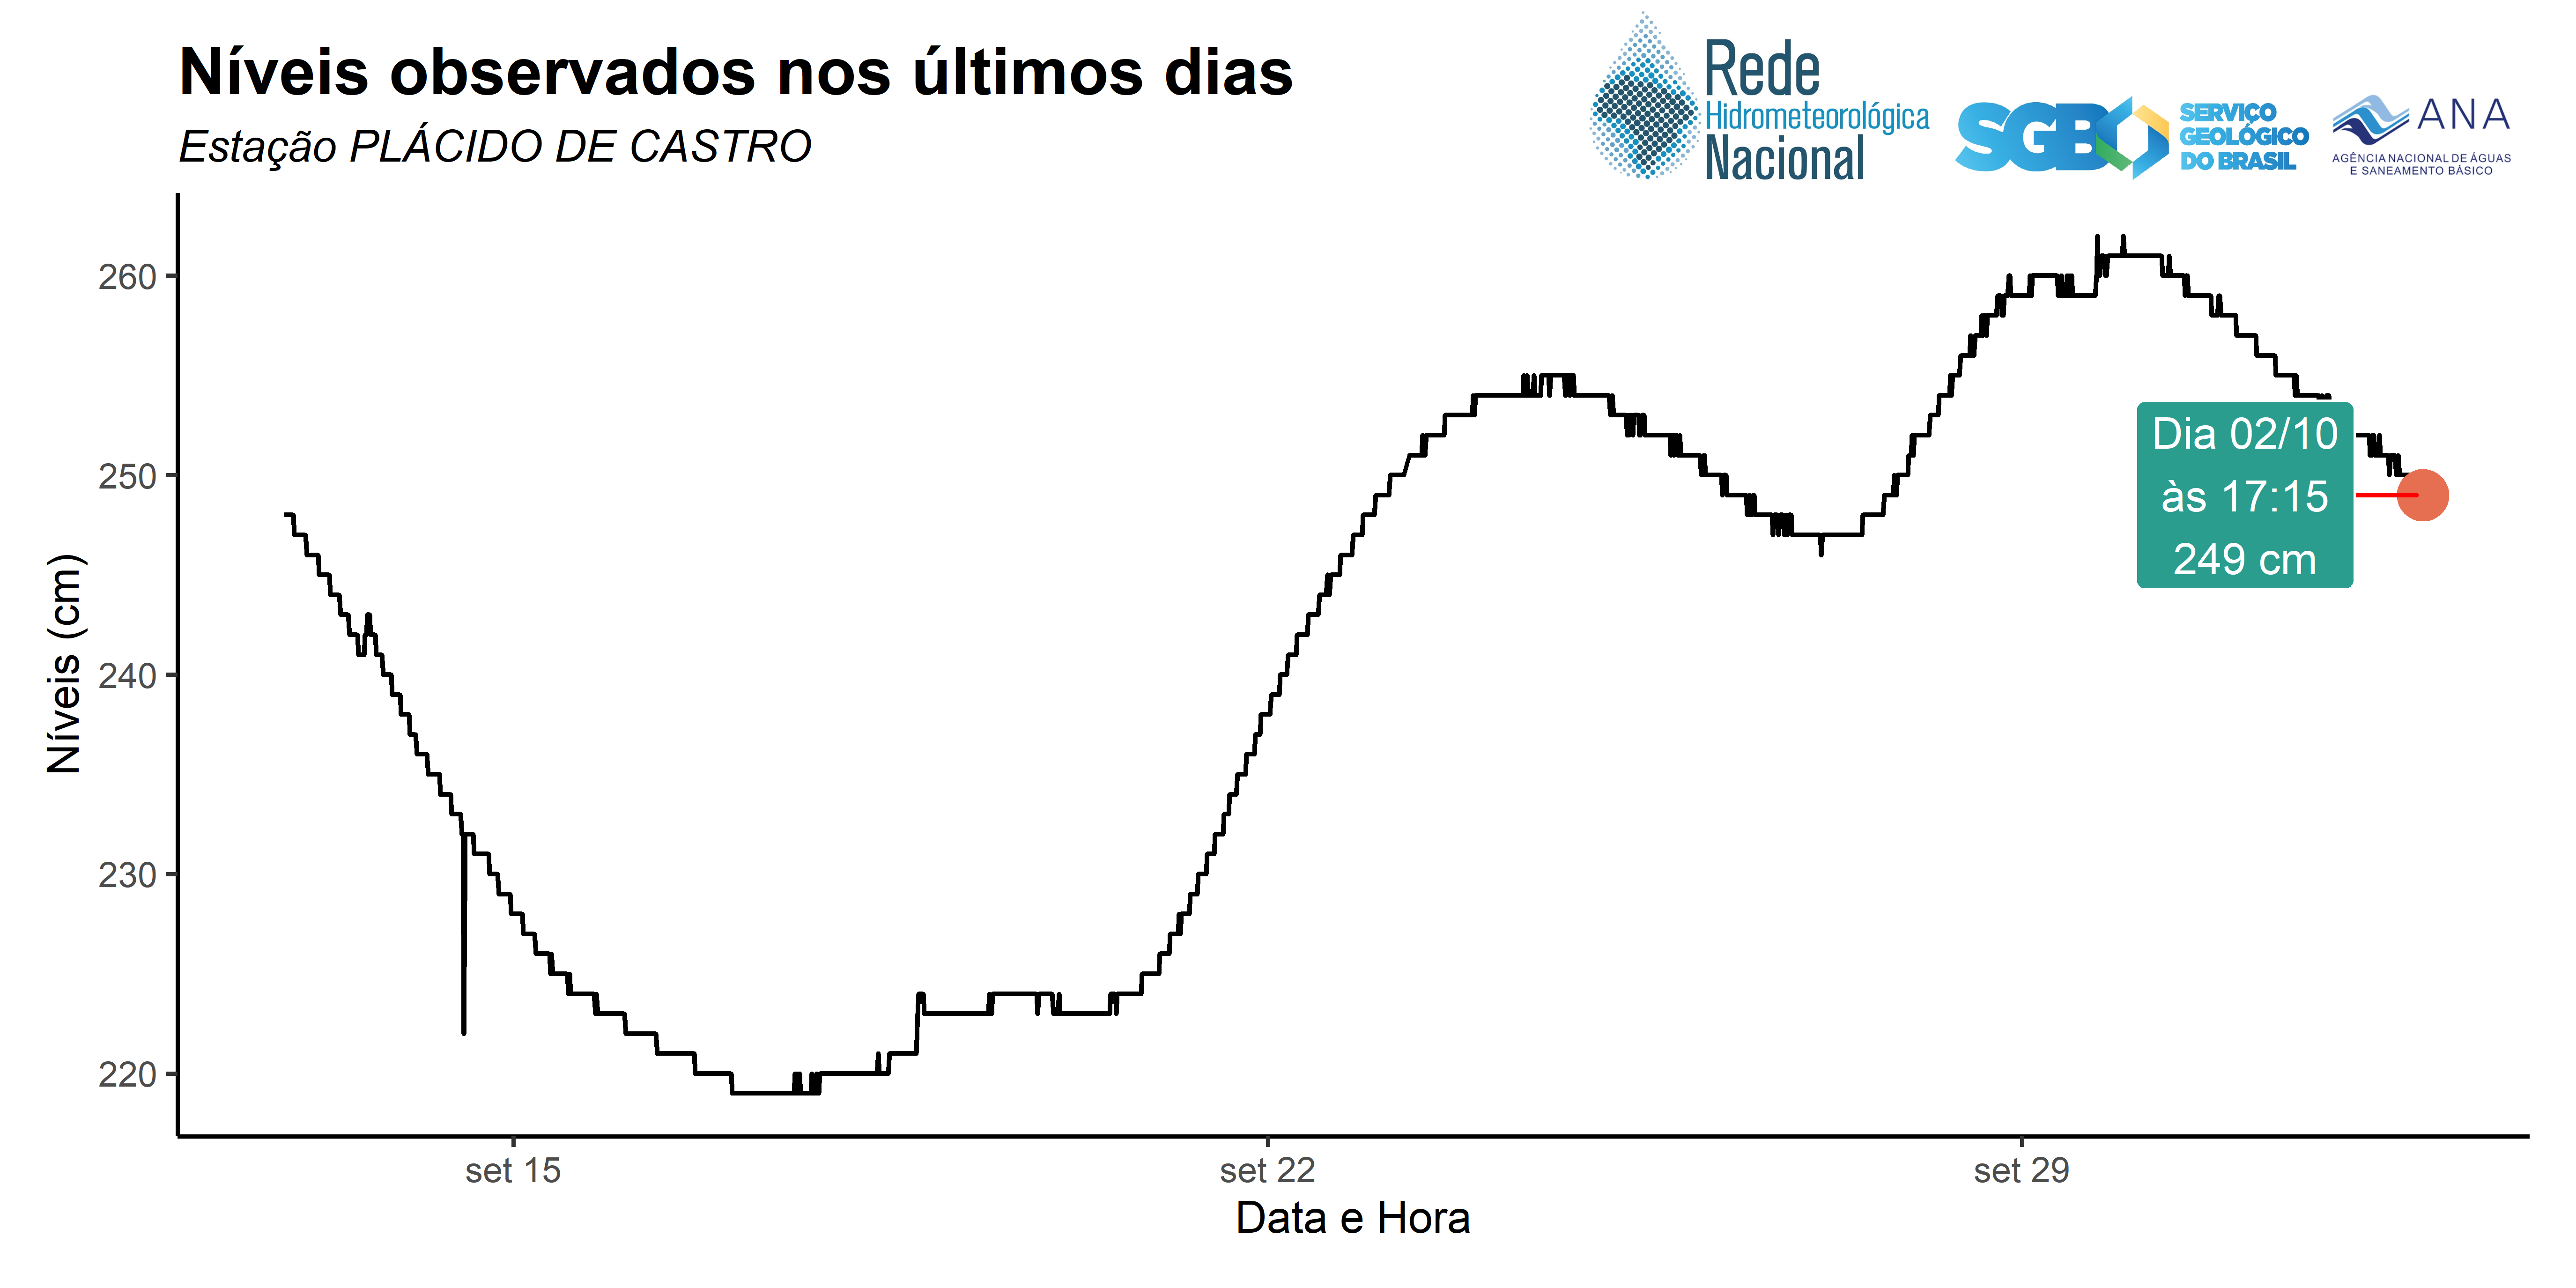 Níveis observados nos últimos dias
Estação PLÁCIDO DE CASTRO
Rede
Hidrometeorológica
Nacional
SGB
SERVIÇO
GEOLÓGICO
DO BRASIL
ANA
AGÊNCIA NACIONAL DE ÁGUAS
E SANEAMENTO BÁSICO
Níveis (cm)
260
250
240
230
220
Dia 02/10
às 17:15
249 cm
set 15
set 22
set 29
Data e Hora